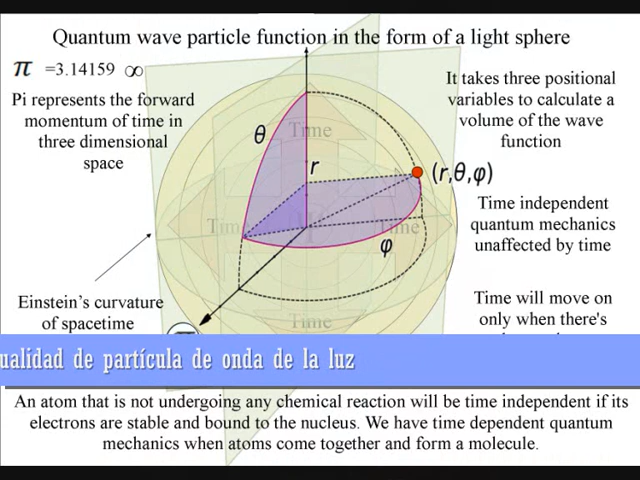 Quantum wave particle function in the form of a light sphere
π =3.14159 ∞
Pi represents the forward
momentum of time in
three dimensional
space
It takes three positional
variables to calculate a
volume of the wave
function
θ
Time
r
(r,θ,φ)
Time
Time
φ
Time independent
quantum mechanics
unaffected by time
Einstein's curvature
of spacetime
Time
Time will move on
only when there's
de partícula de onda de la luz
An atom that is not undergoing any chemical reaction will be time independent if its
electrons are stable and bound to the nucleus. We have time dependent quantum
mechanics when atoms come together and form a molecule.